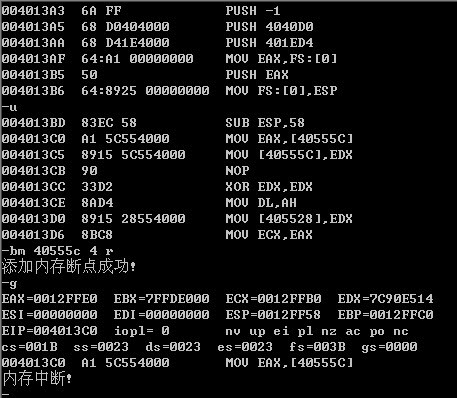 004013A3  6A FF             PUSH -1
004013A5  68 D0404000       PUSH 4040D0
004013AA  68 D41E4000       PUSH 401ED4
004013AF  64:A1 00000000    MOV EAX,FS:[0]
004013B5  50                PUSH EAX
004013B6  64:8925 00000000  MOV FS:[0],ESP
-u
004013BD  83EC 58           SUB ESP,58
004013C0  A1 5C554000       MOV EAX,[40555C]
004013C5  8915 5C554000     MOV [40555C],EDX
004013CB  90                NOP
004013CC  33D2              XOR EDX,EDX
004013CE  8AD4              MOV DL,AH
004013D0  8915 28554000     MOV [405528],EDX
004013D6  8BC8              MOV ECX,EAX
-bm 40555c 4 r
添加内存断点成功!
-g
EAX=0012FFE0  EBX=7FFDE000  ECX=0012FFB0  EDX=7C90E514
ESI=00000000  EDI=00000000  ESP=0012FF58  EBP=0012FFC0
EIP=004013C0  iopl= 0       nv up ei pl nz ac po nc
cs=001B  ss=0023  ds=0023  es=0023  fs=003B  gs=0000
004013C0  A1 5C554000       MOV EAX,[40555C]
内存中断!
-